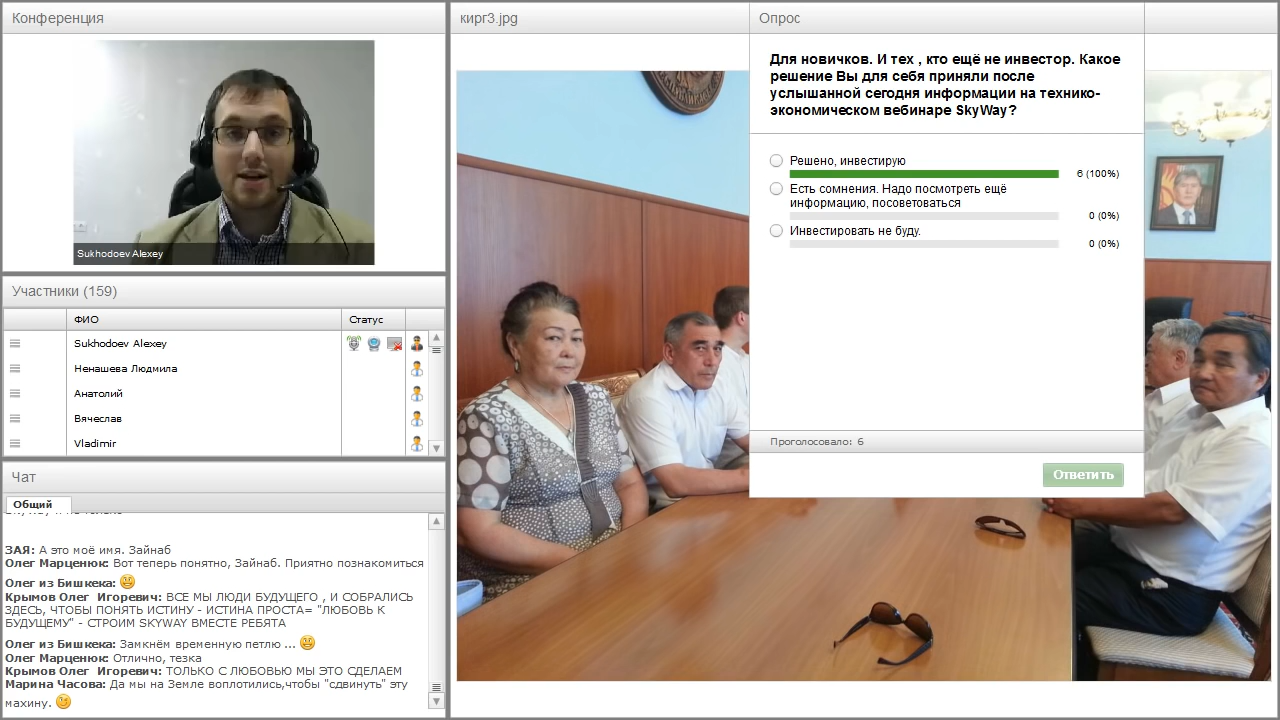 Конференция
Sukhodoev Alexey
Участники (159)
ФИО
Статус
Sukhodoev Alexey
Ненашева Людмила
Анатолий
Вячеслав
Vladimir
Чат
Общий
ЗАЯ: А это моё имя. Зайнаб
Олег Марценюк: Вот теперь понятно, Зайнаб. Приятно познакомиться
Олег из Бишкека:
Крымов Олег Игоревич: ВСЕ МЫ ЛЮДИ БУДУЩЕГО , И СОБРАЛИСЬ
ЗДЕСЬ, ЧТОБЫ ПОНЯТЬ ИСТИНУ - ИСТИНА ПРОСТА= "ЛЮБОВЬ К
БУДУЩЕМУ" - СТРОИМ SKYWAY ВМЕСТЕ РЕБЯТА
Олег из Бишкека: Замкнём временную петлю ...
Олег Марценюк: Отлично, тезка
Крымов Олег Игоревич: ТОЛЬКО С ЛЮБОВЬЮ МЫ ЭТО СДЕЛАЕМ
Марина Часова: Да мы на Земле воплотились,чтобы "сдвинуть" эту
махину.
кирг3.jpg
Опрос
Для новичков. И тех , кто ещё не инвестор. Какое
решение Вы для себя приняли после
услышанной сегодня информации на технико-
экономическом вебинаре SkyWay?
Решено, инвестирую
6 (100%)
Есть сомнения. Надо посмотреть ещё
информацию, посоветоваться
0 (0%)
Инвестировать не буду.
0 (0%)
Проголосовало: 6
Ответить